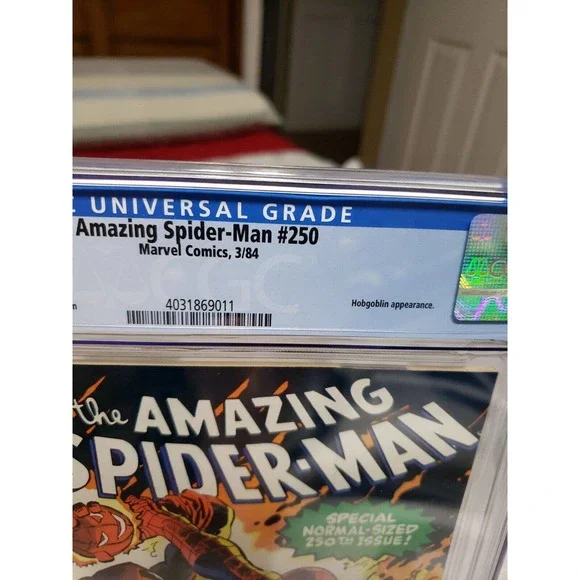 UNIVERSAL GRADE
Amazing Spider-Man #250
Marvel Comics, 3/84
4031869011
Hobgoblin appearance.
the AMAZING
SPIDER-MAN
SPECIAL
NORMAL-SIZED
250TH ISSUE!